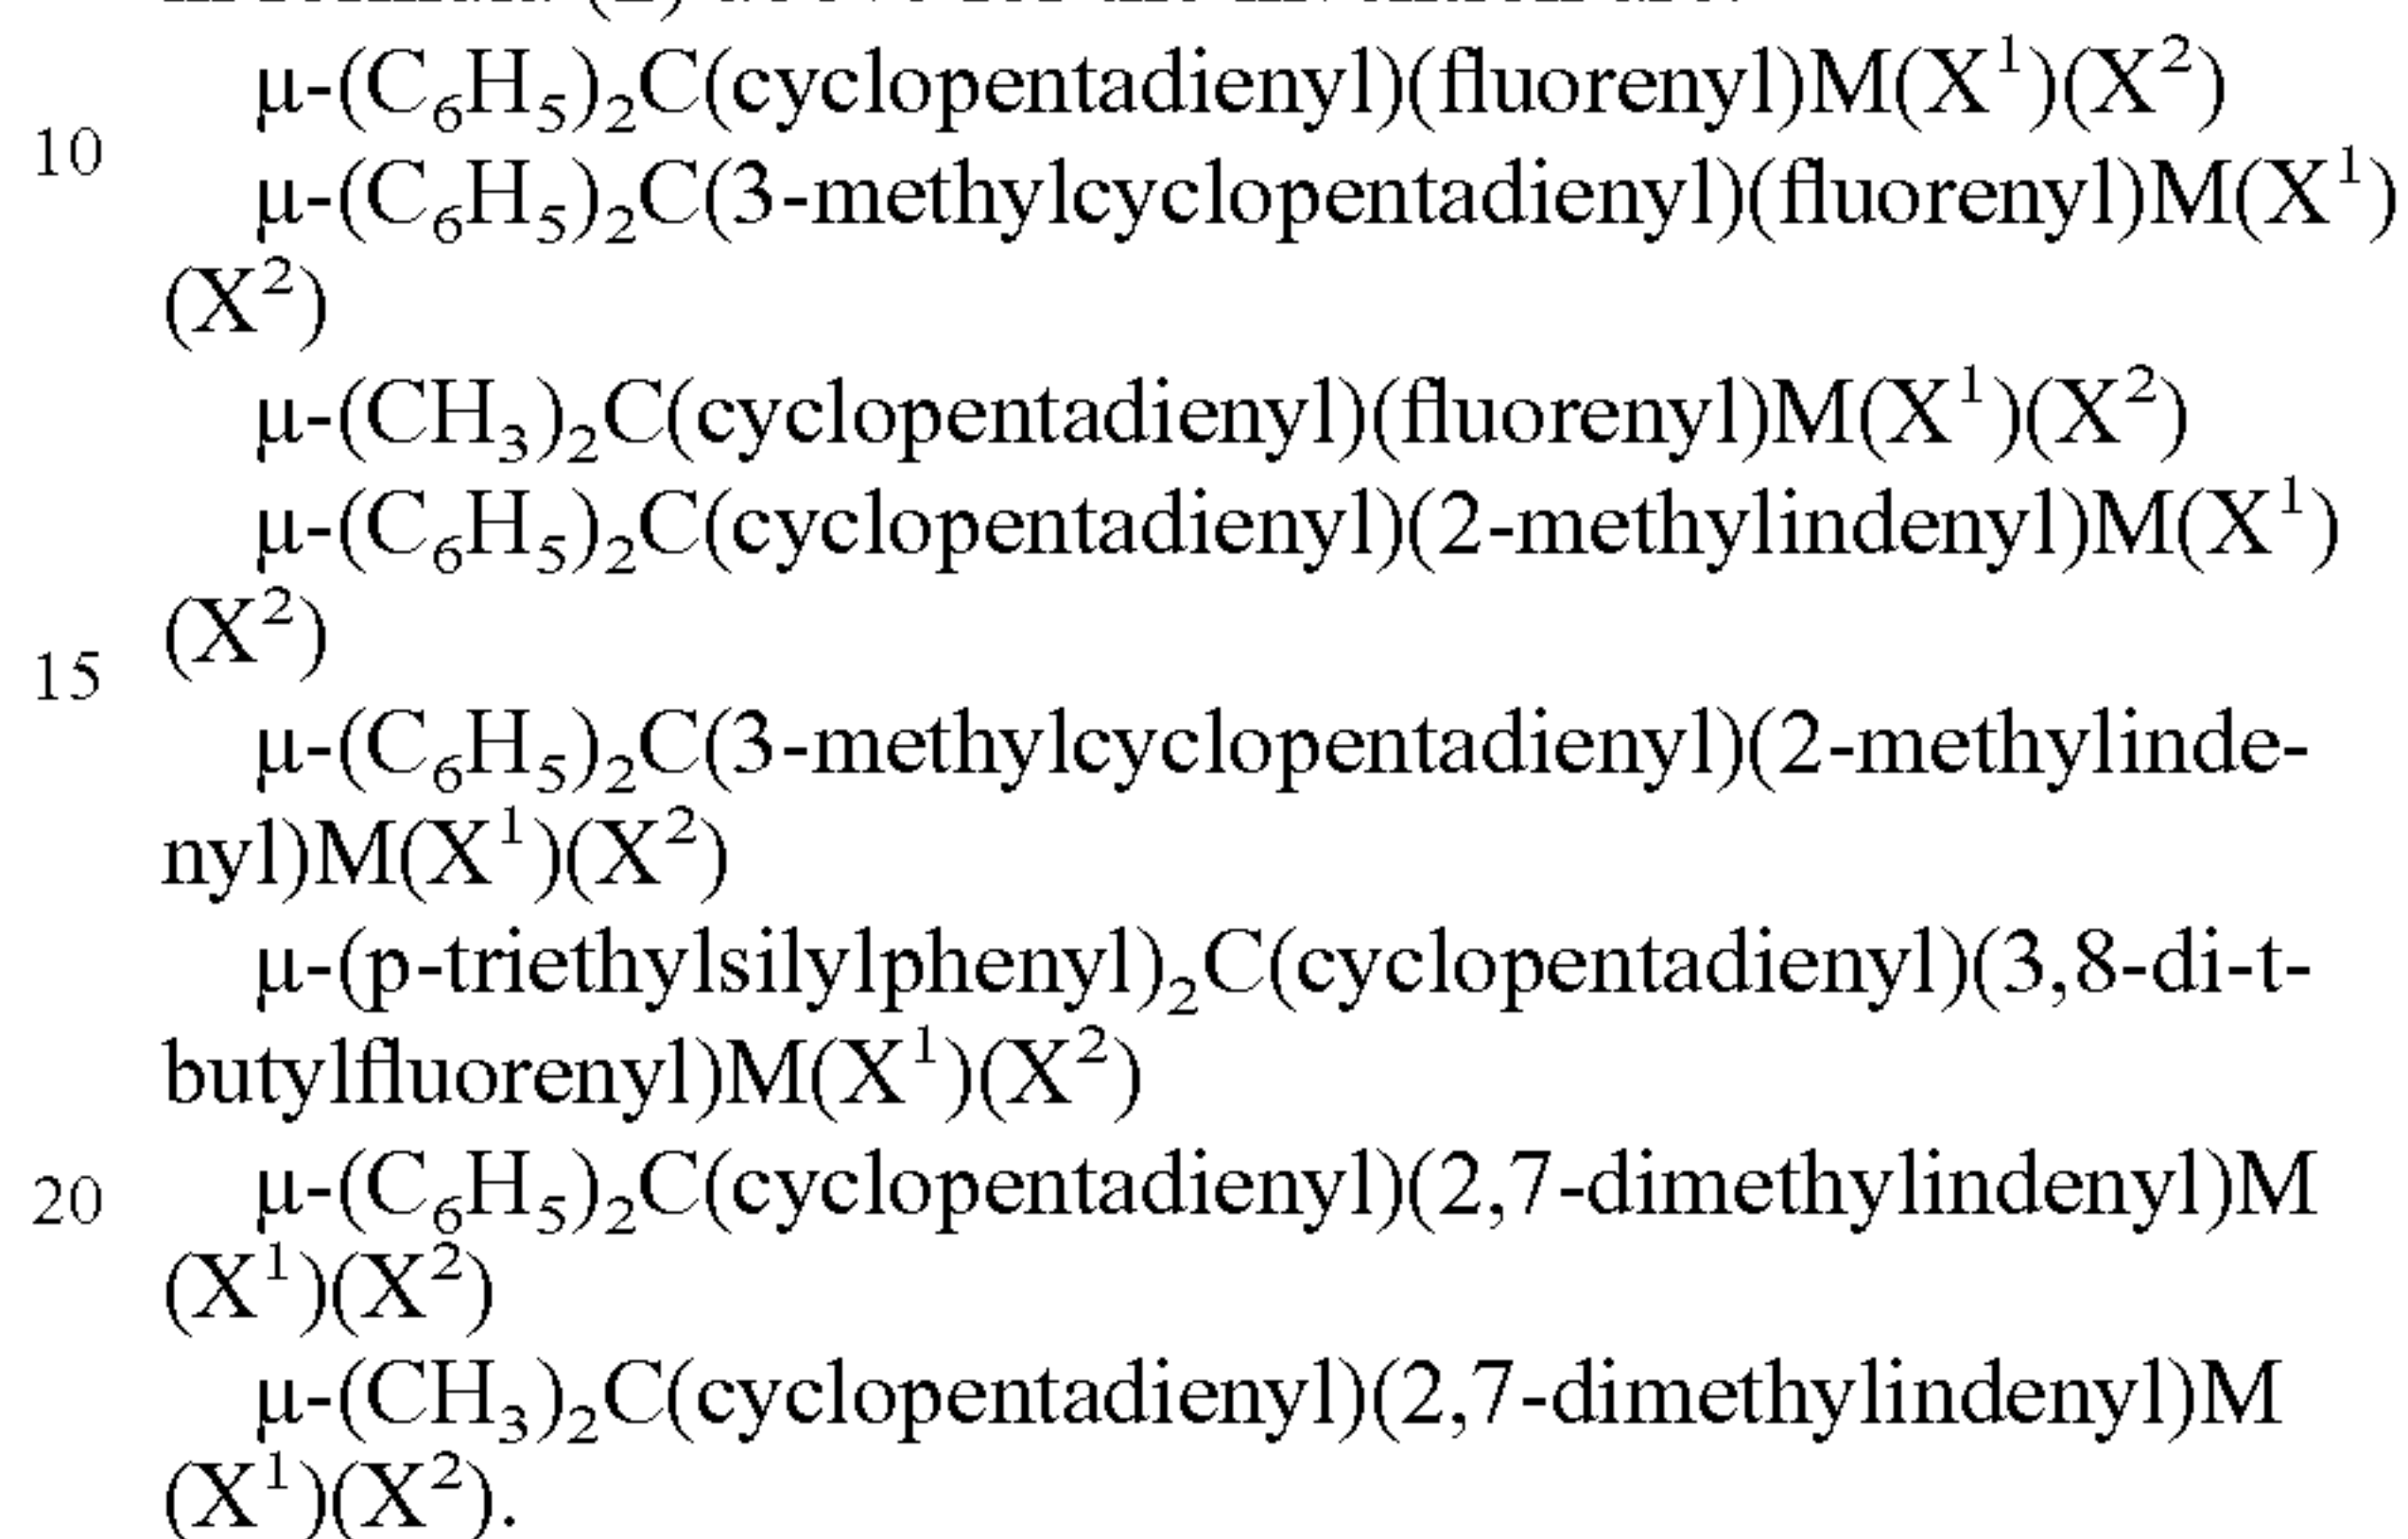 μ-(C₆H₅)₂C(cyclopentadienyl)(fluorenyl)M(X¹)(X²)
10
μ-(C₆H₅)₂C(3-methylcyclopentadienyl)(fluorenyl)M(X¹)
(X²)
μ-(CH₃)₂C(cyclopentadienyl)(fluorenyl)M(X¹)(X²)
μ-(C₆H₅)₂C(cyclopentadienyl)(2-methylindenyl)M(X¹)
(X²)
15
μ-(C₆H₅)₂C(3-methylcyclopentadienyl)(2-methylinde-
nyl)M(X¹)(X²)
μ-(p-triethylsilylphenyl)₂C(cyclopentadienyl)(3,8-di-t-
butylfluorenyl)M(X¹)(X²)
20 μ-(C₆H₅)₂C(cyclopentadienyl)(2,7-dimethylindenyl)M
(X¹)(X²)
μ-(CH₃)₂C(cyclopentadienyl)(2,7-dimethylindenyl)M
(X¹)(X²).